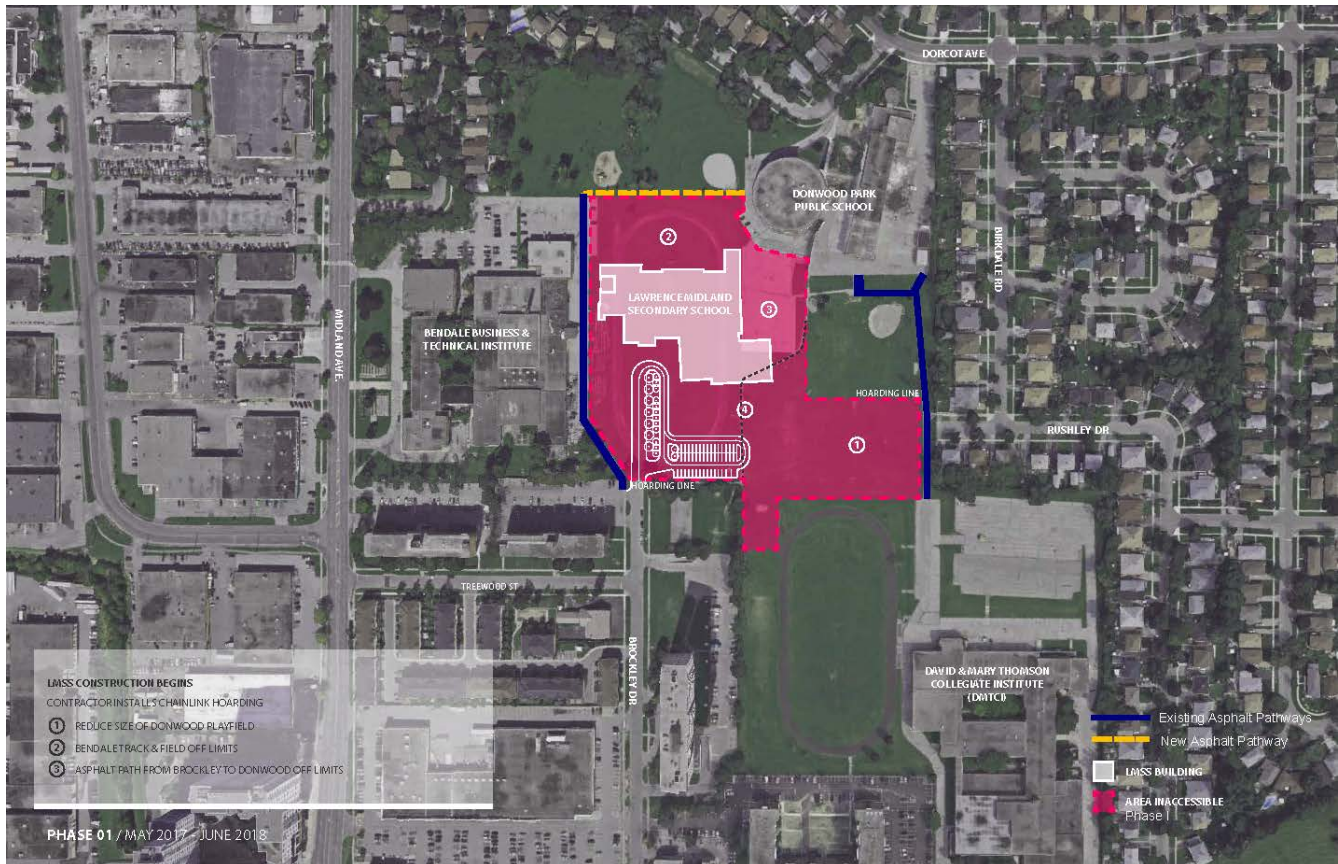 DORCOT AVE
DONWOOD PARK
PUBLIC SCHOOL
BIRKDALE RD
MIDLAND AVE.
②
LAWRENCE MIDLAND
SECONDARY SCHOOL
③
BENDALE BUSINESS &
TECHNICAL INSTITUTE
HOARDING LINE
④
①
RUSHLEY DR
HOARDING LINE
TREEWOOD ST
BROCKLEY DR
DAVID & MARY THOMSON
COLLEGIATE INSTITUTE
(DMTCI)
LMSS CONSTRUCTION BEGINS
CONTRACTOR INSTALLS CHAINLINK HOARDING
① REDUCE SIZE OF DONWOOD PLAYFIELD
② BENDALE TRACK & FIELD OFF LIMITS
③ ASPHALT PATH FROM BROCKLEY TO DONWOOD OFF LIMITS
Existing Asphalt Pathways
New Asphalt Pathway
LMSS BUILDING
AREA INACCESSIBLE
Phase I
PHASE 01 / MAY 2017 - JUNE 2018